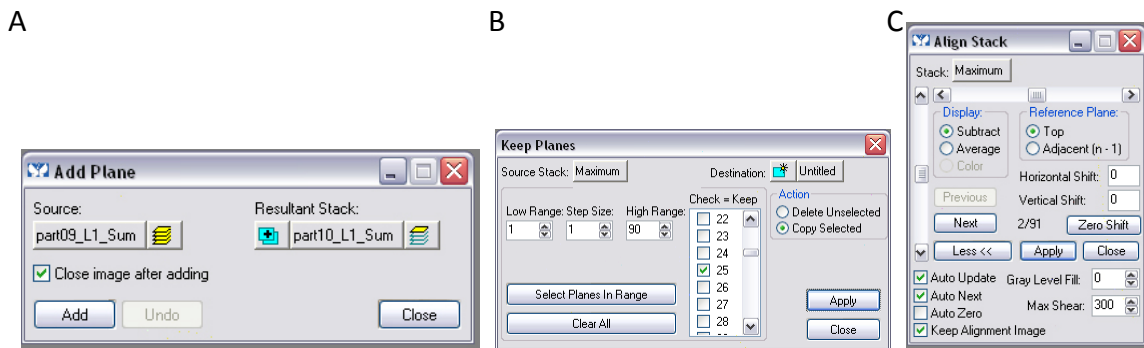 A
B
C
Add Plane
Source:
Resultant Stack:
part09_L1_Sum
part10_L1_Sum
Close image after adding
Add
Undo
Close
Keep Planes
Source Stack: Maximum
Destination: Untitled
Low Range: Step Size: High Range:
1 1 90
Check = Keep
22
23
24
25
26
27
28
Action
Delete Unselected
Copy Selected
Select Planes In Range
Clear All
Apply
Close
Align Stack
Stack: Maximum
Display:
Subtract
Average
Color
Reference Plane:
Top
Adjacent (n - 1)
Horizontal Shift: 0
Previous
Vertical Shift: 0
Next
2/91
Zero Shift
Less <<
Apply
Close
Auto Update
Gray Level Fill: 0
Auto Next
Max Shear: 300
Auto Zero
Keep Alignment Image